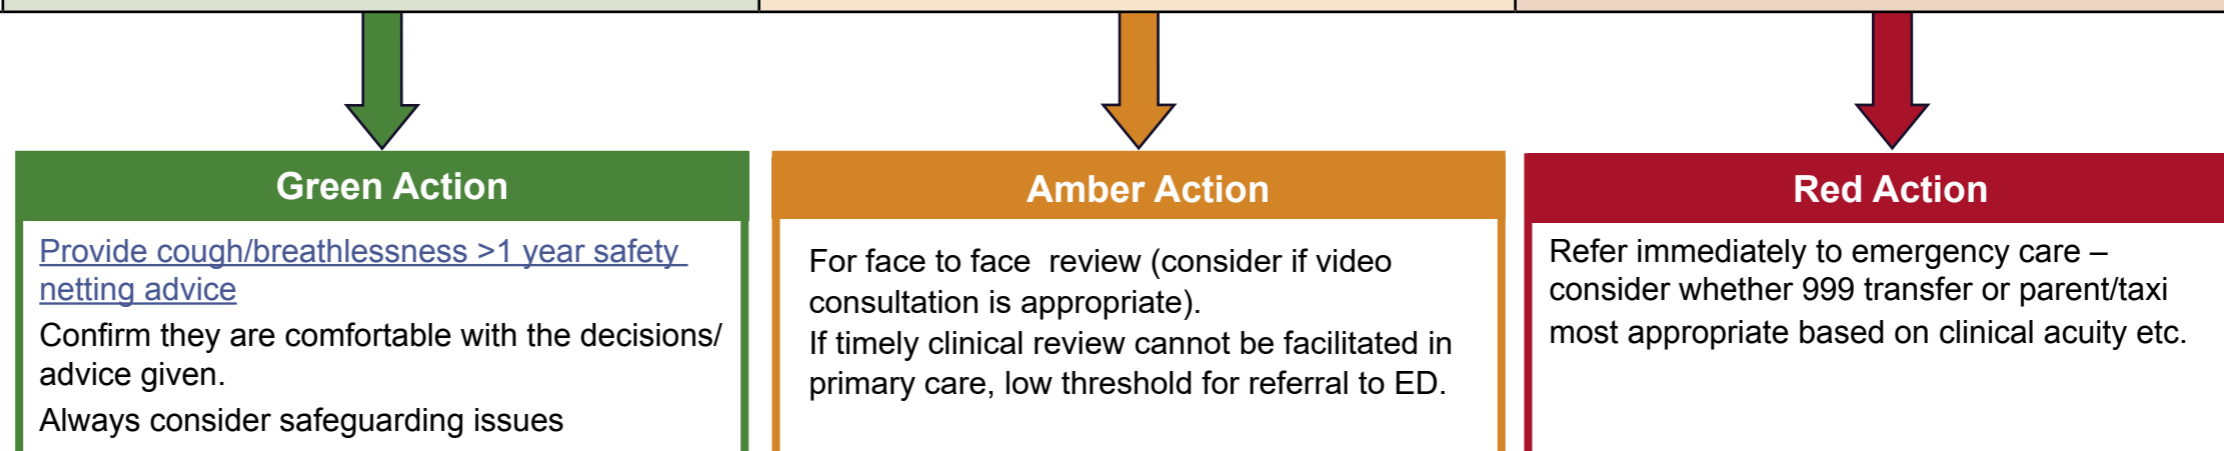 Green Action
Provide cough/breathlessness >1 year safety
netting advice
Confirm they are comfortable with the decisions/
advice given.
Always consider safeguarding issues
Amber Action
For face to face  review (consider if video
consultation is appropriate).
If timely clinical review cannot be facilitated in
primary care, low threshold for referral to ED.
Red Action
Refer immediately to emergency care –
consider whether 999 transfer or parent/taxi
most appropriate based on clinical acuity etc.